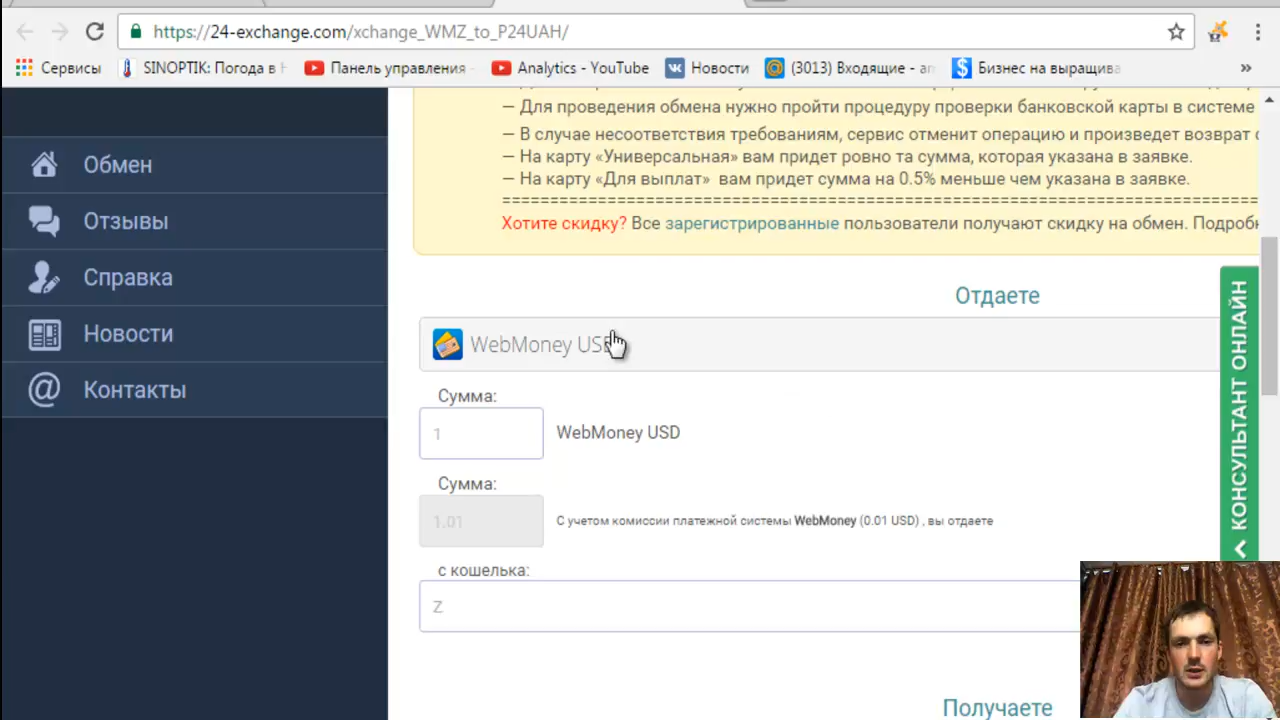 https://24-exchange.com/xchange_WMZ_to_P24UAH/
Сервисы SINOPTIK: Погода в Панель управления Analytics - YouTube Новости (3013) Входящие - Бизнес на »
Обмен
Отзывы
Справка
Новости
Контакты
— Для проведения обмена нужно пройти процедуру проверки банковской карты в системе
— В случае несоответствия требованиям, сервис отменит операцию и произведет возврат
— На карту «Универсальная» вам придет ровно та сумма, которая указана в заявке.
— На карту «Для выплат» вам придет сумма на 0.5% меньше чем указана в заявке.
Хотите скидку? Все зарегистрированные пользователи получают скидку на обмен.
Отдаете
WebMoney USD
Сумма:
1 WebMoney USD
Сумма:
1.01 С учетом комиссии платежной системы WebMoney (0.01 USD) , вы отдаете
с кошелька:
Z
Получаете
КОНСУЛЬТАНТ ОНЛАЙН